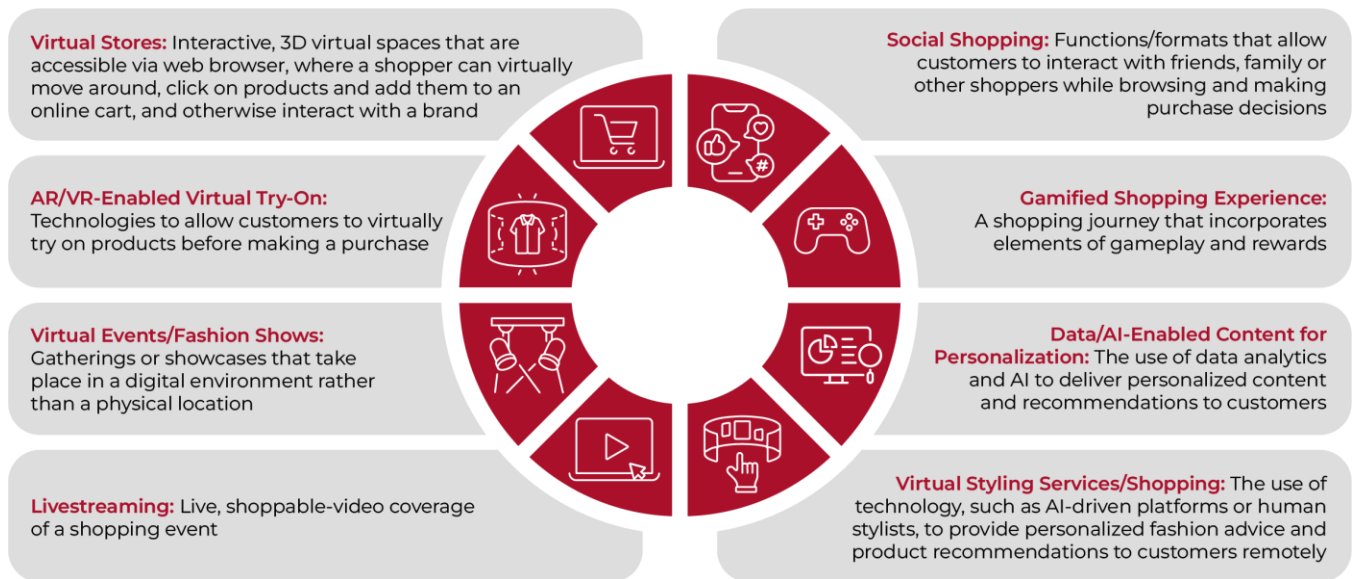 Virtual Stores: Interactive, 3D virtual spaces that are
accessible via web browser, where a shopper can virtually
move around, click on products and add them to an
online cart, and otherwise interact with a brand
AR/VR-Enabled Virtual Try-On:
Technologies to allow customers to virtually
try on products before making a purchase
Virtual Events/Fashion Shows:
Gatherings or showcases that take
place in a digital environment rather
than a physical location
Livestreaming: Live, shoppable-video coverage
of a shopping event
Social Shopping: Functions/formats that allow
customers to interact with friends, family or
other shoppers while browsing and making
purchase decisions
Gamified Shopping Experience:
A shopping journey that incorporates
elements of gameplay and rewards
Data/AI-Enabled Content for
Personalization: The use of data analytics
and AI to deliver personalized content
and recommendations to customers
Virtual Styling Services/Shopping: The use of
technology, such as AI-driven platforms or human
stylists, to provide personalized fashion advice and
product recommendations to customers remotely
#